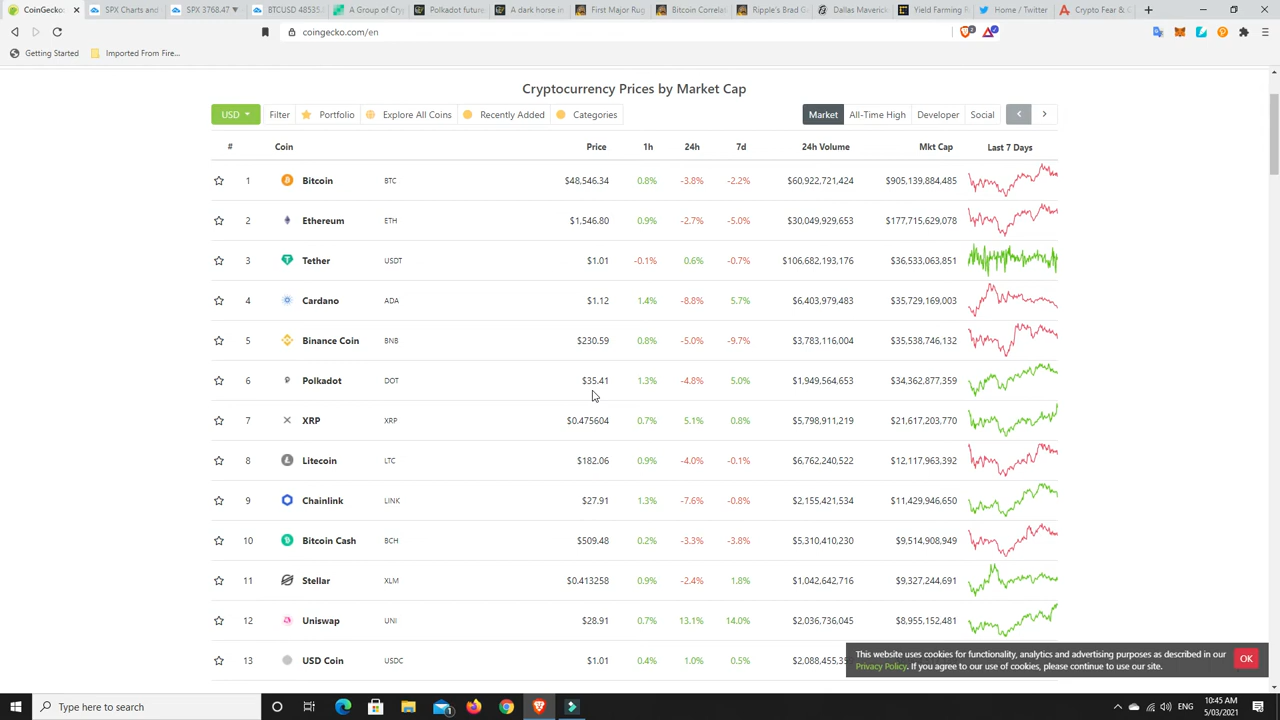 CoinGecko
SPX Charts and
SPX 3768.47 ▼
BTCUSD 48535
A Group of Cry
Polkadot future
A dark horse in
First Major Rug
Bitcoin Correla
Ripple's Brad Ga
Dallas Maverick
Yield Farming R
Home / Twitter
Crypto Fear & G
coingecko.com/en
Getting Started
Imported From Fire...
Cryptocurrency Prices by Market Cap
USD Filter Portfolio Explore All Coins Recently Added Categories Market All-Time High Developer Social
# Coin Price 1h 24h 7d 24h Volume Mkt Cap Last 7 Days
1 Bitcoin BTC $48,546.34 0.8% -3.8% -2.2% $60,922,721,424 $905,139,884,485
2 Ethereum ETH $1,546.80 0.9% -2.7% -5.0% $30,049,929,653 $177,715,629,078
3 Tether USDT $1.01 -0.1% 0.6% -0.7% $106,682,193,176 $36,533,063,851
4 Cardano ADA $1.12 1.4% -8.8% 5.7% $6,403,979,483 $35,729,169,003
5 Binance Coin BNB $230.59 0.8% -5.0% -9.7% $3,783,116,004 $35,538,746,132
6 Polkadot DOT $35.41 1.3% -4.8% 5.0% $1,949,564,653 $34,362,877,359
7 XRP XRP $0.475604 0.7% 5.1% 0.8% $5,798,911,219 $21,617,203,770
8 Litecoin LTC $182.06 0.9% -4.0% -0.1% $6,762,240,522 $12,117,963,392
9 Chainlink LINK $27.91 1.3% -7.6% -0.8% $2,155,421,534 $11,429,946,650
10 Bitcoin Cash BCH $509.48 0.2% -3.3% -3.8% $5,310,410,230 $9,514,908,949
11 Stellar XLM $0.413258 0.9% -2.4% 1.8% $1,042,642,716 $9,327,244,691
12 Uniswap UNI $28.91 0.7% 13.1% 14.0% $2,036,736,045 $8,955,152,481
13 USD Coin USDC $1.01 0.4% 1.0% 0.5% $2,088,455,35
This website uses cookies for functionality, analytics and advertising purposes as described in our
Privacy Policy. If you agree to our use of cookies, please continue to use our site.
OK
Type here to search
ENG
10:45 AM
5/03/2021